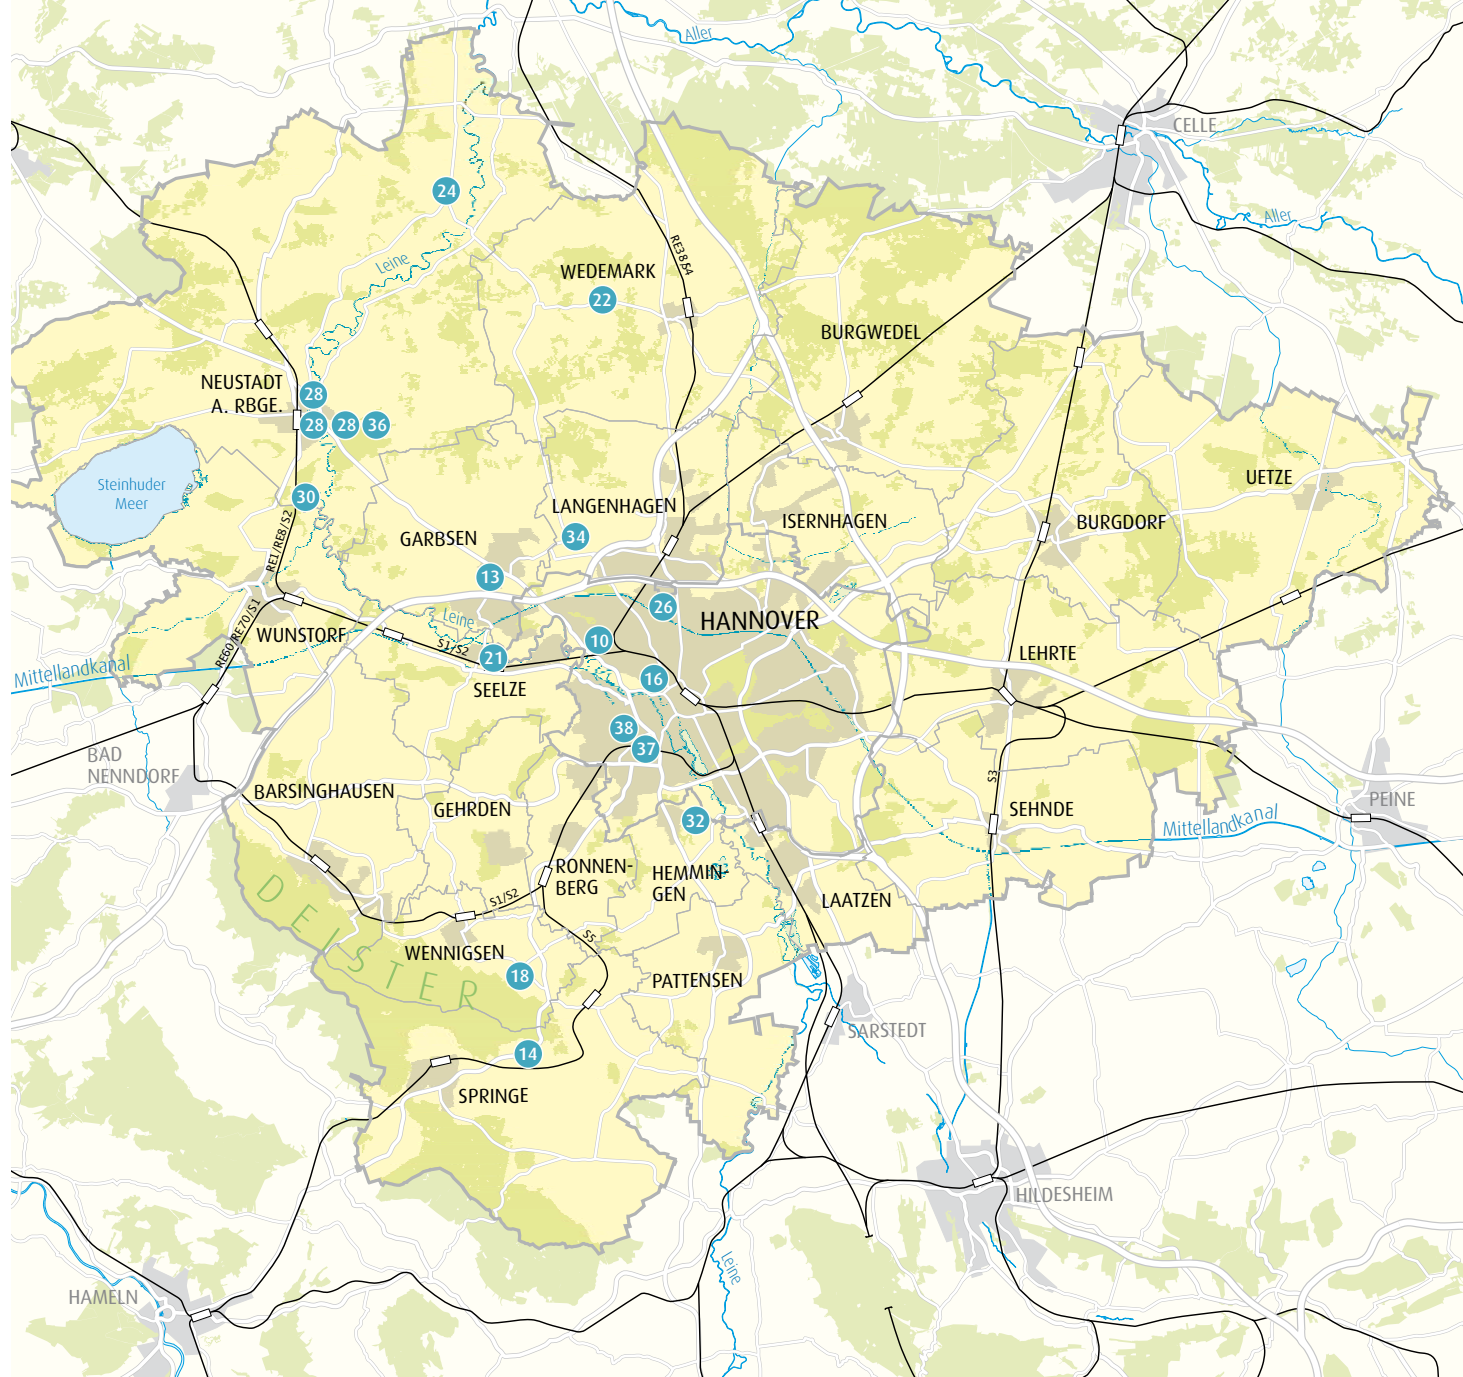 Aller
CELLE
24
Aller
Leine
RE38/S4
WEDEMARK
22
BURGWEDEL
NEUSTADT
A. RBGE.
28
28
28
36
Steinhuder
Meer
30
UETZE
LANGENHAGEN
ISERNHAGEN
BURGDORF
GARBSEN
34
RE1/RE8/S2
13
26
HANNOVER
Leine
RE60/RE70/S1
WUNSTORF
10
S1/S2
21
LEHRTE
Mittellandkanal
16
SEELZE
38
37
BAD
NENNDORF
S3
BARSINGHAUSEN
GEHRDEN
SEHNDE
PEINE
32
Mittellandkanal
RONNEN-
BERG
HEMMIN-
GEN
DEISTER
S1/S2
LAATZEN
S5
WENNIGSEN
18
PATTENSEN
SARSTEDT
14
SPRINGE
HILDESHEIM
Leine
HAMELN